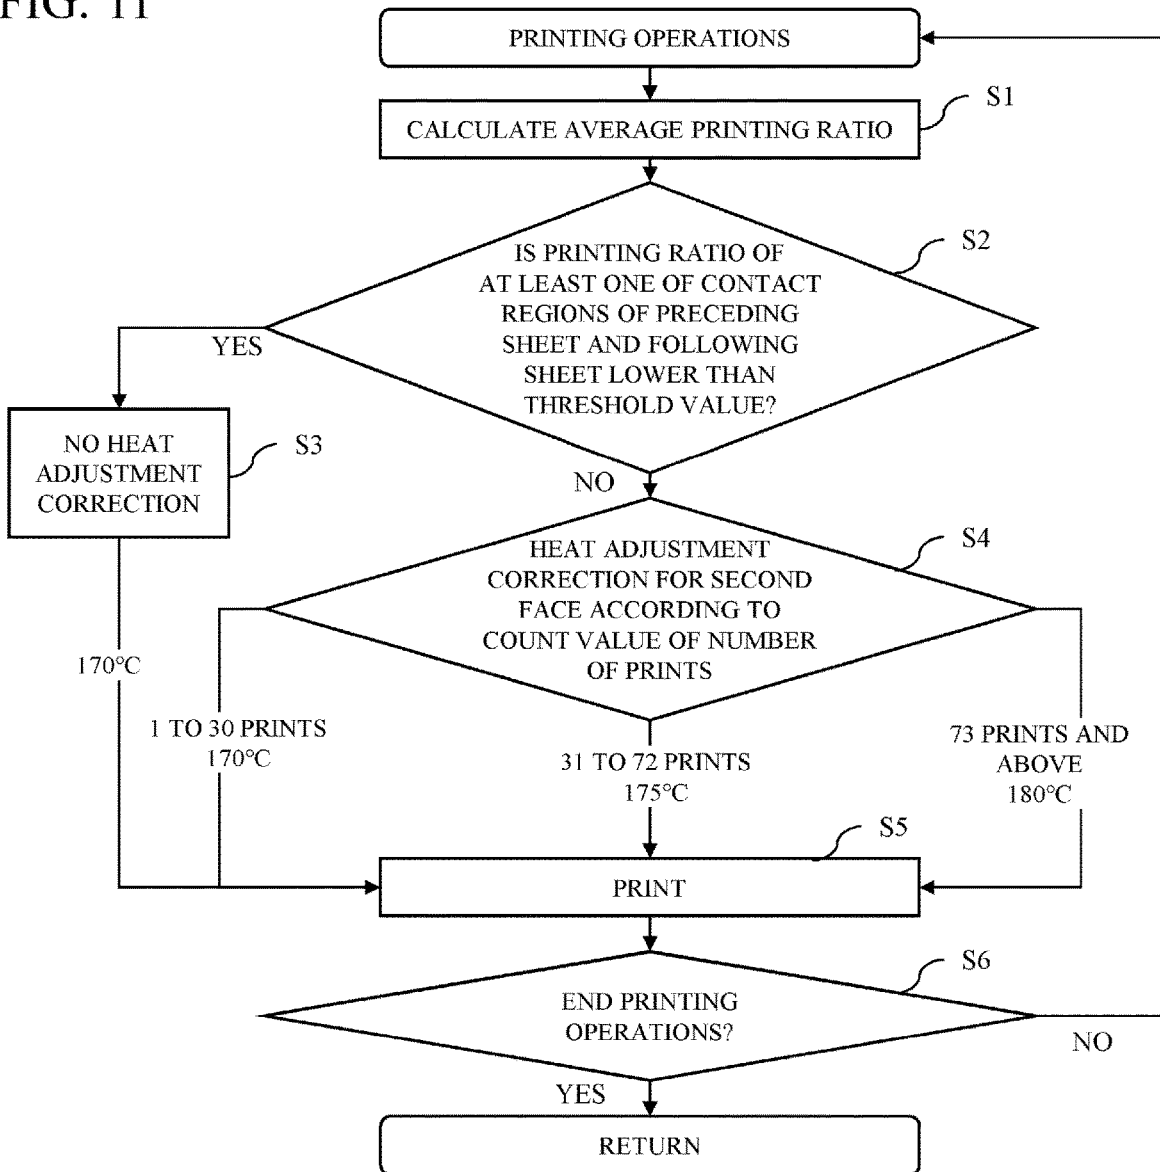 FIG. 11
PRINTING OPERATIONS
S1
CALCULATE AVERAGE PRINTING RATIO
S2
IS PRINTING RATIO OF
AT LEAST ONE OF CONTACT
REGIONS OF PRECEDING
SHEET AND FOLLOWING
SHEET LOWER THAN
THRESHOLD VALUE?
YES
NO HEAT
ADJUSTMENT
CORRECTION
S3
NO
S4
HEAT ADJUSTMENT
CORRECTION FOR SECOND
FACE ACCORDING TO
COUNT VALUE OF NUMBER
OF PRINTS
170°C
1 TO 30 PRINTS
170°C
31 TO 72 PRINTS
175°C
73 PRINTS AND
ABOVE
180°C
S5
PRINT
S6
END PRINTING
OPERATIONS?
NO
YES
RETURN